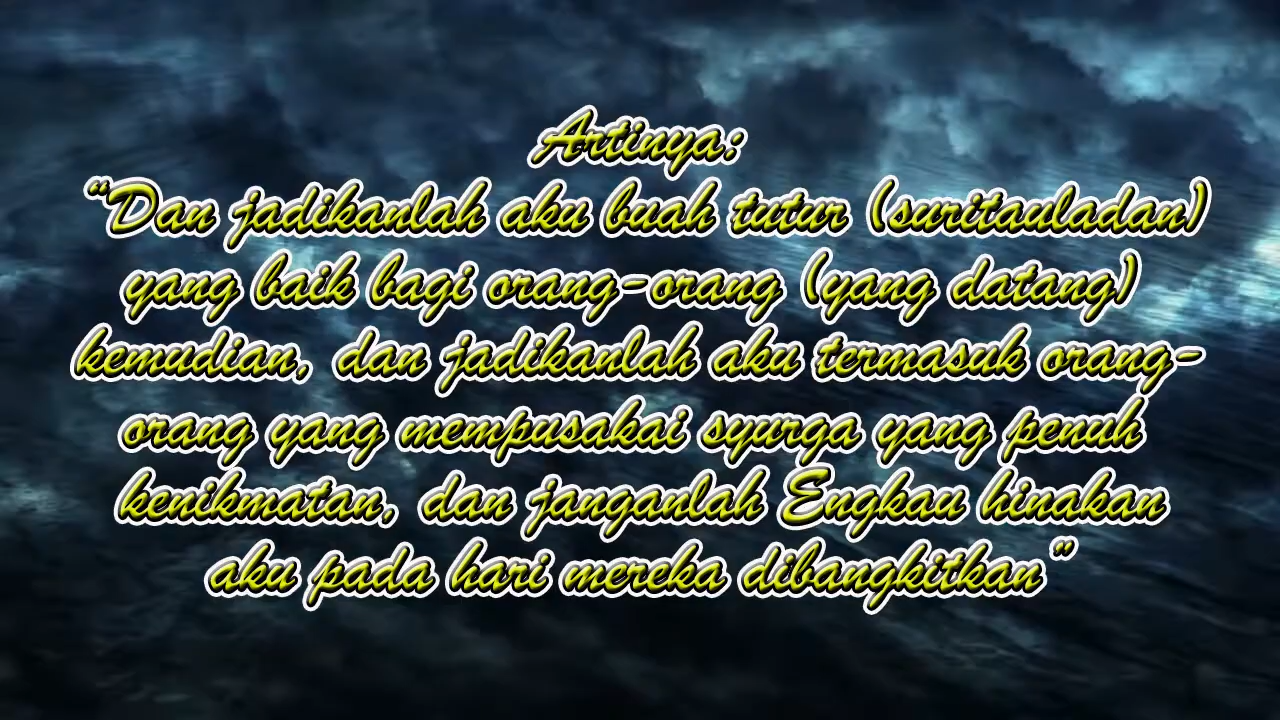 Artinya:
“Dan jadikanlah aku buah tutur (suritauladan)
yang baik bagi orang-orang (yang datang)
kemudian, dan jadikanlah aku termasuk orang-
orang yang mempusakai syurga yang penuh
kenikmatan, dan janganlah Engkau hinakan
aku pada hari mereka dibangkitkan”